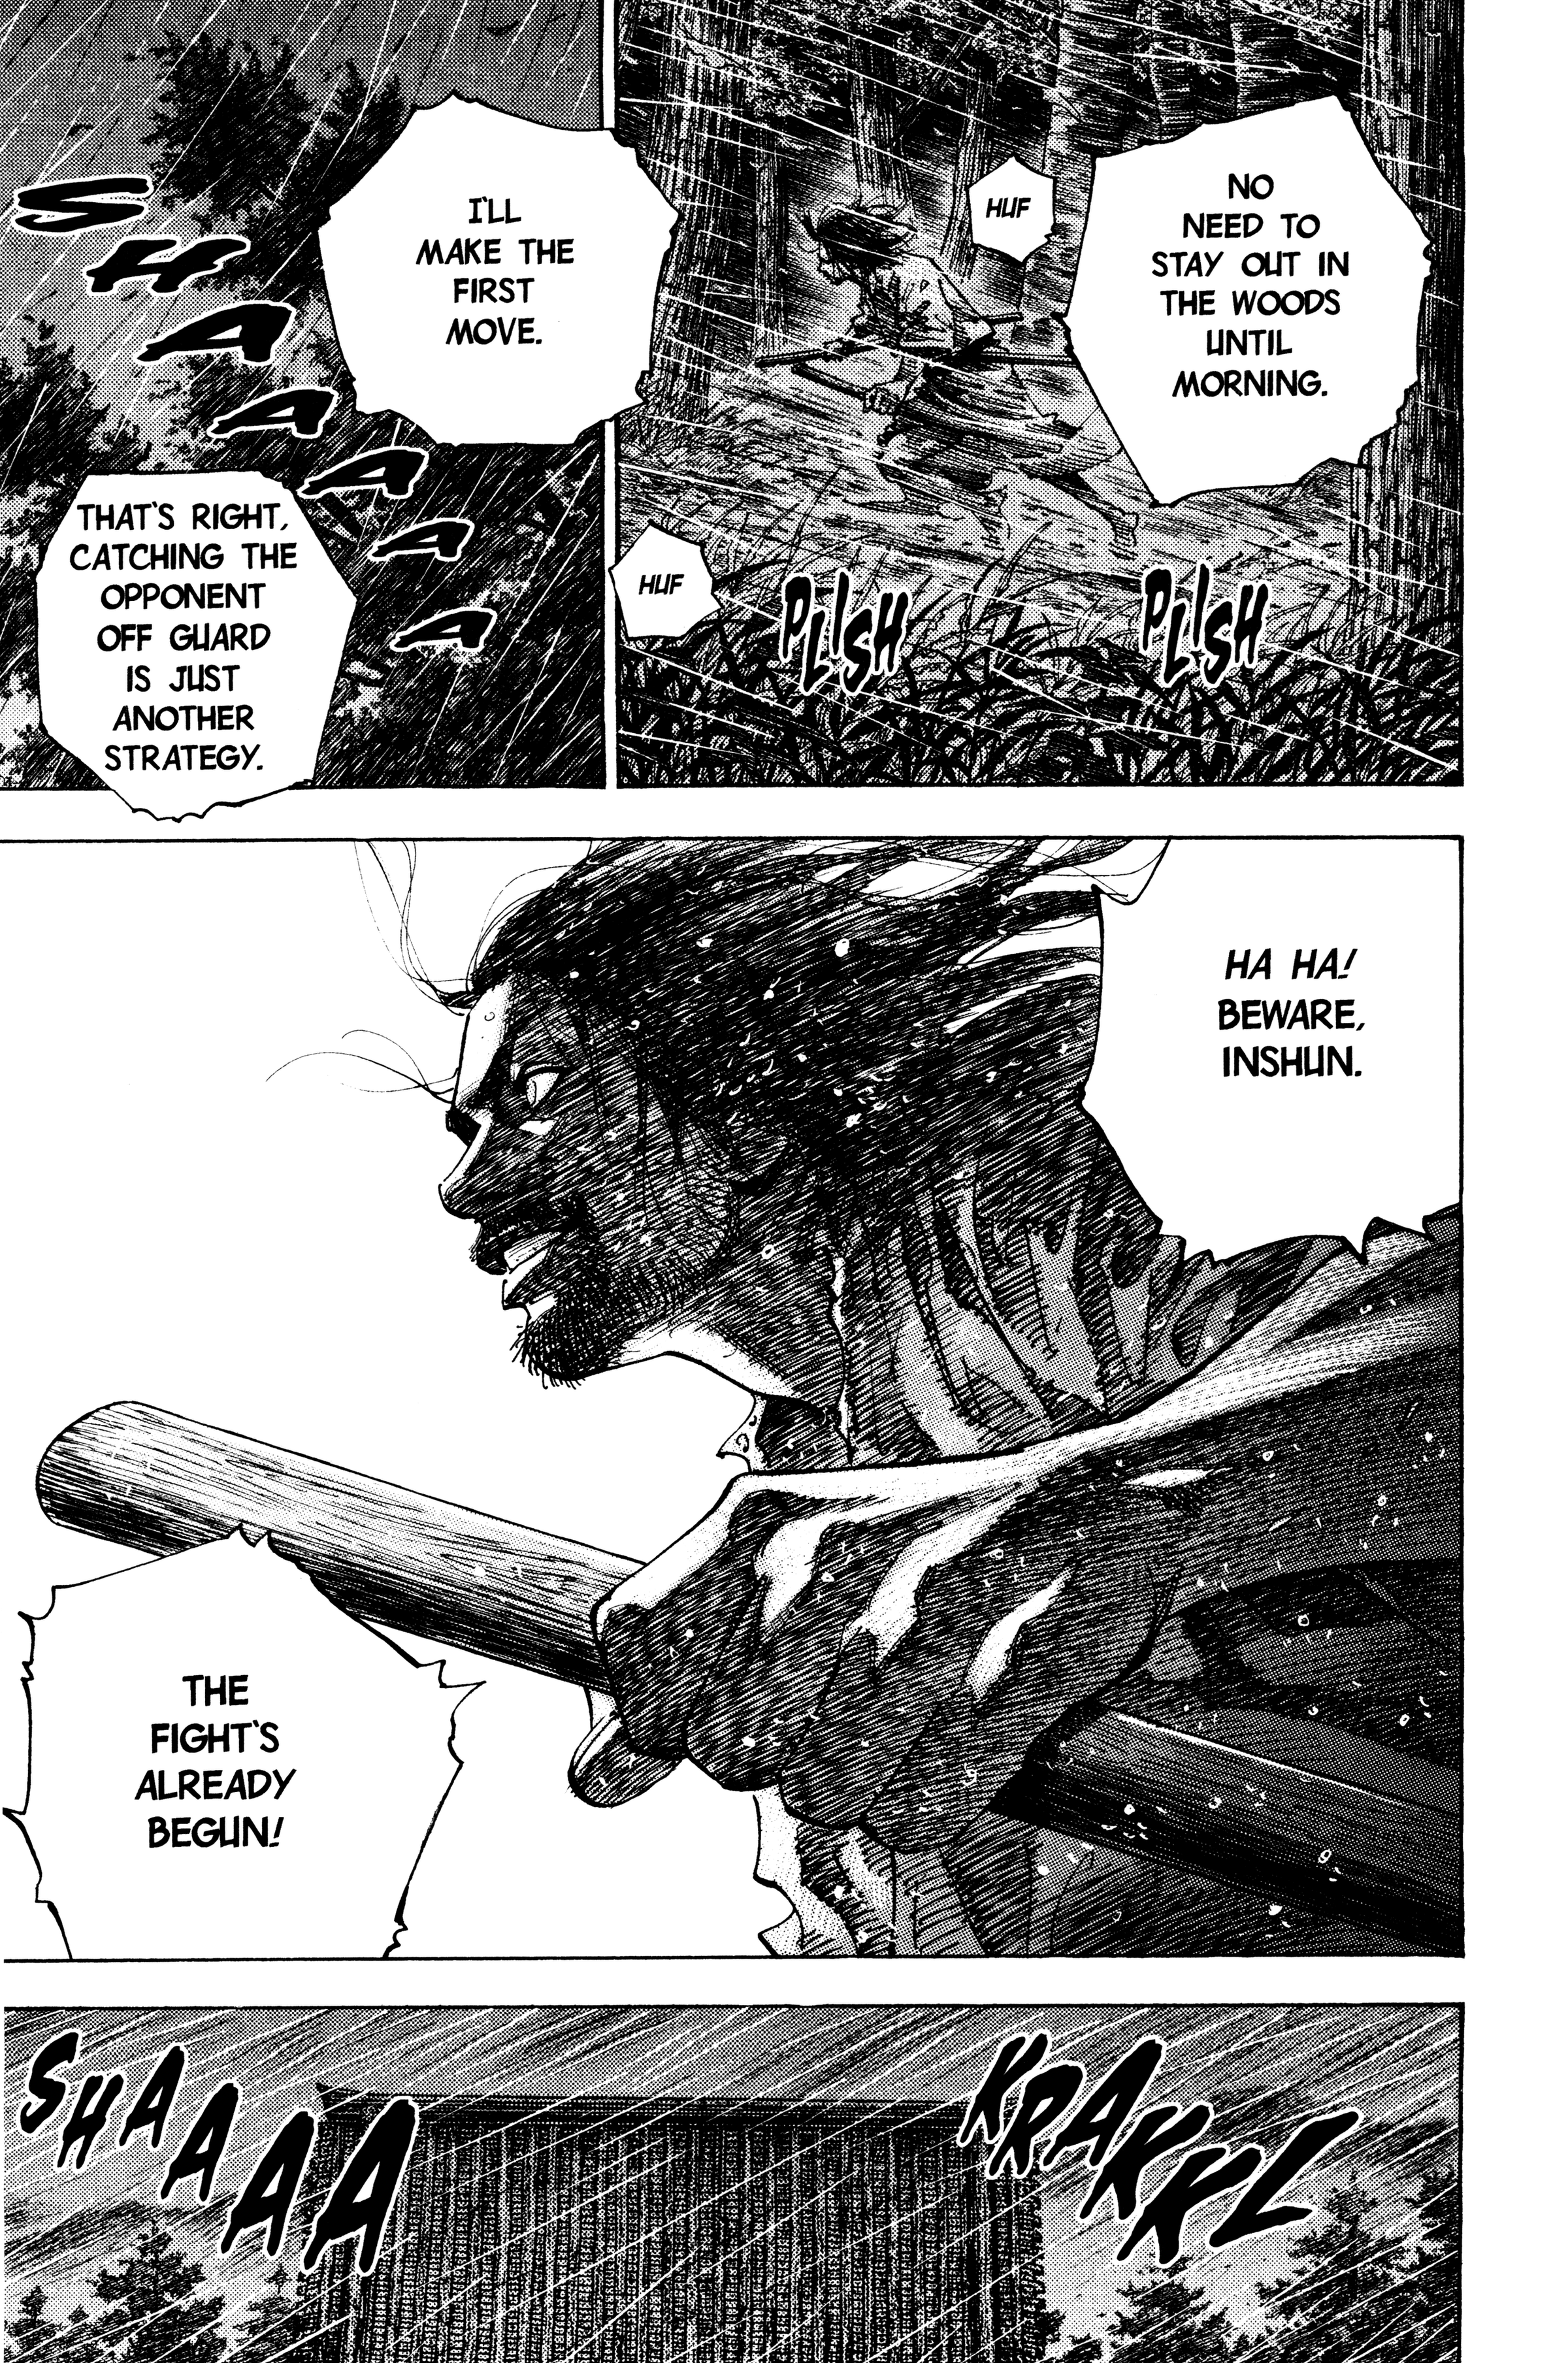 NO
NEED TO
STAY OUT IN
THE WOODS
UNTIL
MORNING.
HUF
HUF
PLISH
PLISH
I'LL
MAKE THE
FIRST
MOVE.
SHAAAAAA
THAT'S RIGHT,
CATCHING THE
OPPONENT
OFF GUARD
IS JUST
ANOTHER
STRATEGY.
HA HA!
BEWARE,
INSHUN.
THE
FIGHT'S
ALREADY
BEGUN!
KRAKKL
SHAAAA